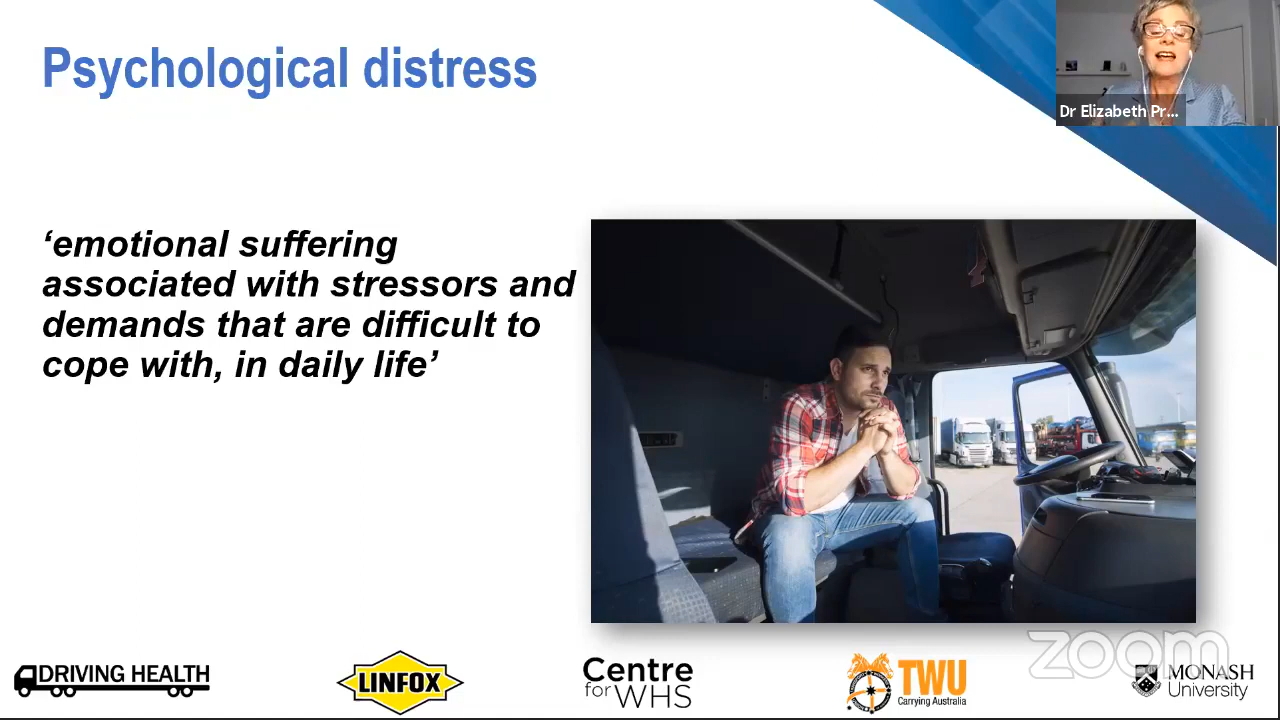 Psychological distress
Dr Elizabeth Pr...
‘emotional suffering
associated with stressors and
demands that are difficult to
cope with, in daily life’
zoom
DRIVING HEALTH
LINFOX
Centre
for WHS
TWU
Carrying Australia
MONASH
University